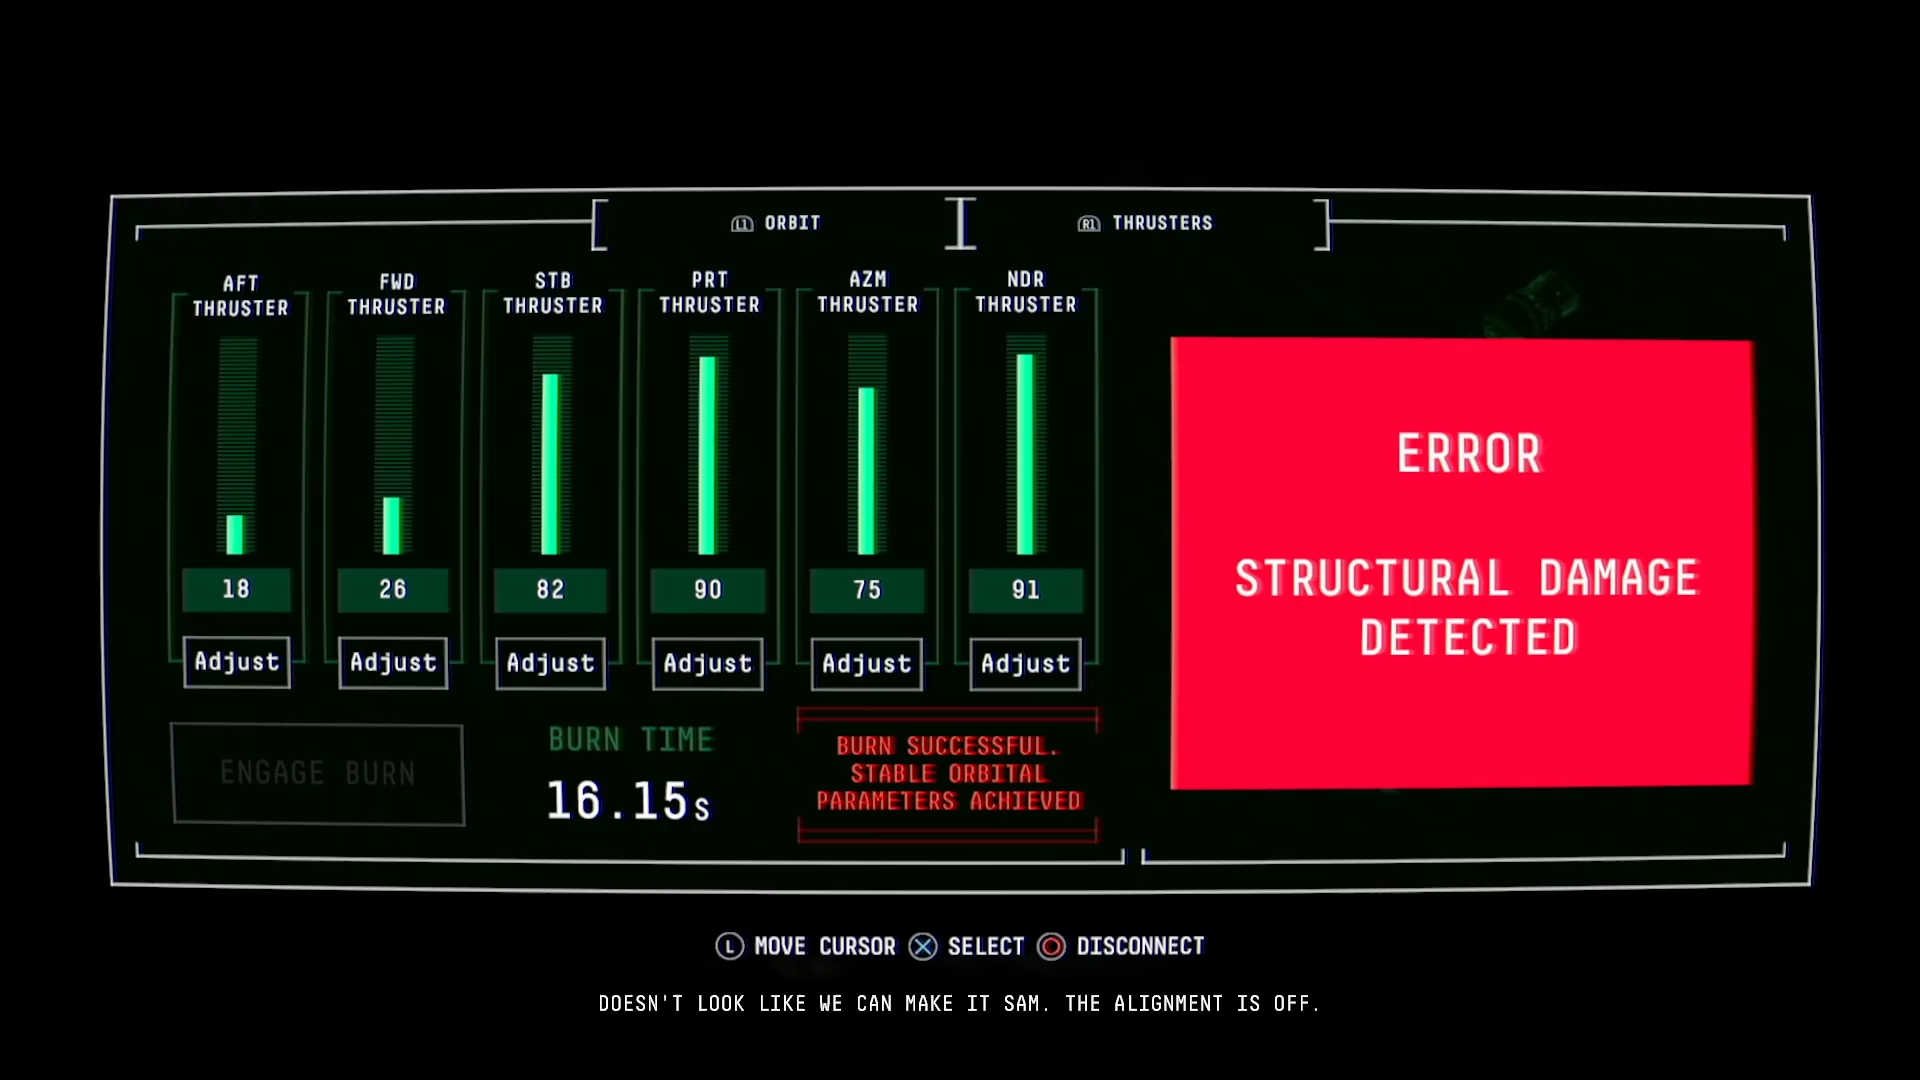 L1 ORBIT
R1 THRUSTERS
AFT
THRUSTER
FWD
THRUSTER
STB
THRUSTER
PRT
THRUSTER
AZM
THRUSTER
NDR
THRUSTER
18
26
82
90
75
91
Adjust
Adjust
Adjust
Adjust
Adjust
Adjust
ENGAGE BURN
BURN TIME
16.15s
BURN SUCCESSFUL.
STABLE ORBITAL
PARAMETERS ACHIEVED
ERROR
STRUCTURAL DAMAGE
DETECTED
L MOVE CURSOR SELECT DISCONNECT
DOESN'T LOOK LIKE WE CAN MAKE IT SAM. THE ALIGNMENT IS OFF.